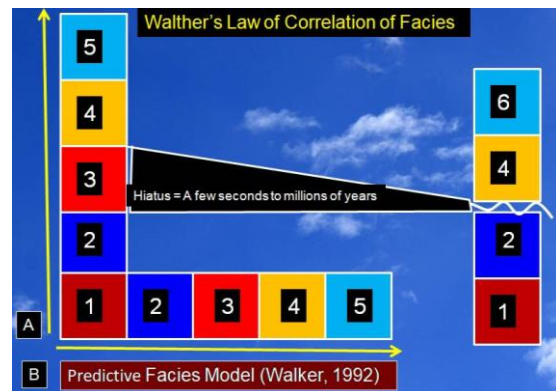 Walther's Law of Correlation of Facies
5
4
3
2
1
2
3
4
5
Hiatus = A few seconds to millions of years
6
4
2
1
A
B
Predictive Facies Model (Walker, 1992)